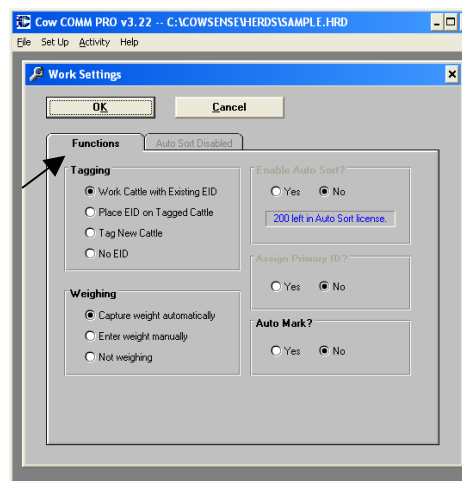 Cow COMM PRO v3.22 -- C:\COWSENSE\HERDS\SAMPLE.HRD
File Set Up Activity Help
Work Settings
OK Cancel
Functions Auto Sort Disabled
Tagging
Work Cattle with Existing EID
Place EID on Tagged Cattle
Tag New Cattle
No EID
Weighing
Capture weight automatically
Enter weight manually
Not weighing
Enable Auto Sort?
Yes No
200 left in Auto Sort license.
Assign Primary ID?
Yes No
Auto Mark?
Yes No